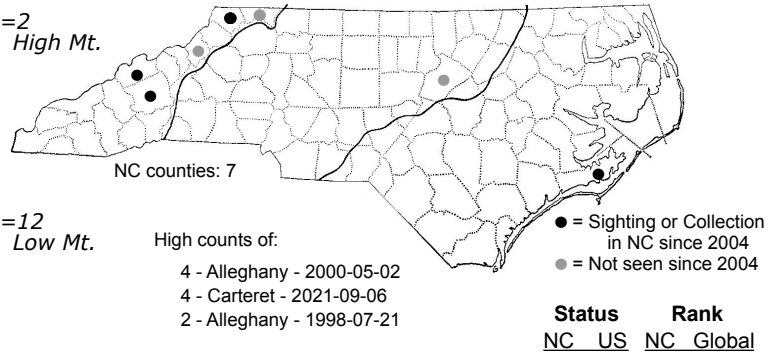 =2
High Mt.
NC counties: 7
=12
Low Mt.
High counts of:
4 - Alleghany - 2000-05-02
4 - Carteret - 2021-09-06
2 - Alleghany - 1998-07-21
= Sighting or Collection
in NC since 2004
= Not seen since 2004
Status Rank
NC US NC Global